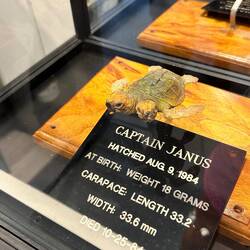 CAPTAIN JANUS
HATCHED AUG. 9, 1984
AT BIRTH: WEIGHT 18 GRAMS
CARAPACE: LENGTH 33.2
WIDTH: 33.6 mm
DIED 10-25-84